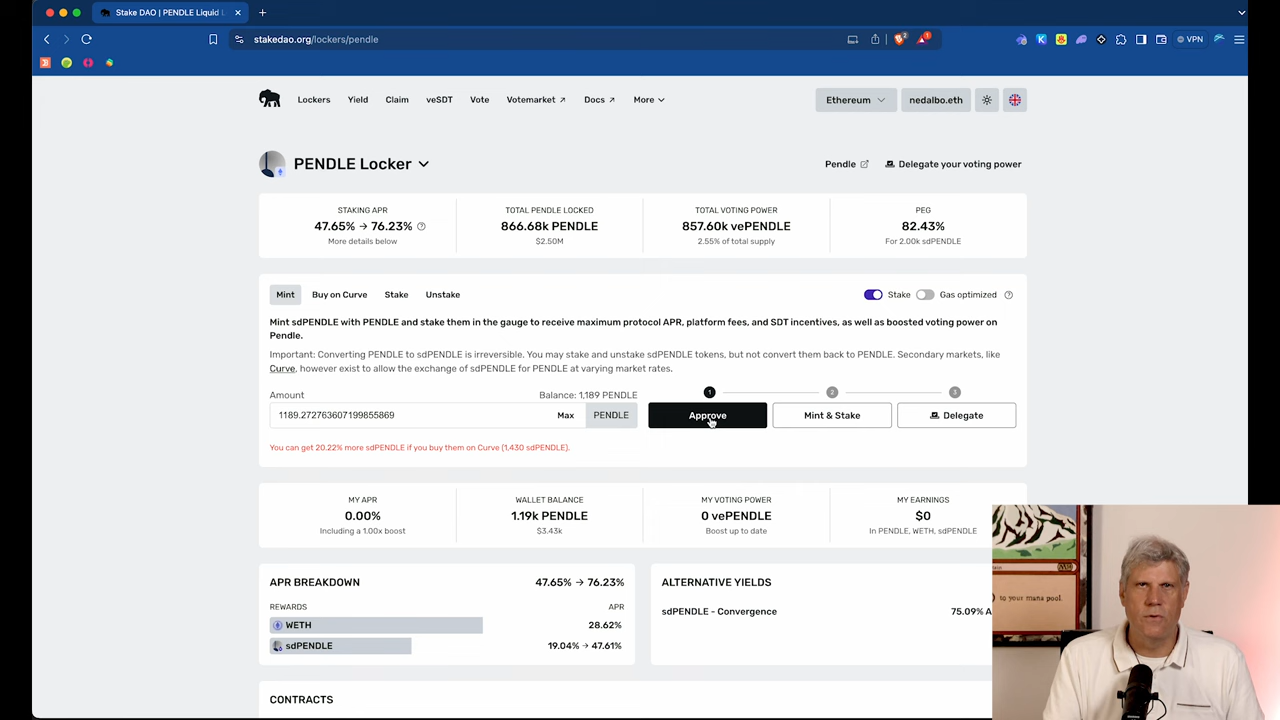 Stake DAO | PENDLE Liquid L
stakedao.org/lockers/pendle
2
1
VPN
Lockers Yield Claim veSDT Vote Votemarket Docs More
Ethereum
nedalbo.eth
PENDLE Locker
Pendle
Delegate your voting power
STAKING APR
47.65% → 76.23%
More details below
TOTAL PENDLE LOCKED
866.68k PENDLE
$2.50M
TOTAL VOTING POWER
857.60k vePENDLE
2.55% of total supply
PEG
82.43%
For 2.00k sdPENDLE
Mint Buy on Curve Stake Unstake
Stake Gas optimized
Mint sdPENDLE with PENDLE and stake them in the gauge to receive maximum protocol APR, platform fees, and SDT incentives, as well as boosted voting power on
Pendle.
Important: Converting PENDLE to sdPENDLE is irreversible. You may stake and unstake sdPENDLE tokens, but not convert them back to PENDLE. Secondary markets, like
Curve, however exist to allow the exchange of sdPENDLE for PENDLE at varying market rates.
Amount
Balance: 1,189 PENDLE
1 2 3
1189.272763607199855869
Max
PENDLE
Approve
Mint & Stake
Delegate
You can get 20.22% more sdPENDLE if you buy them on Curve (1,430 sdPENDLE).
MY APR
0.00%
Including a 1.00x boost
WALLET BALANCE
1.19k PENDLE
$3.43k
MY VOTING POWER
0 vePENDLE
Boost up to date
MY EARNINGS
$0
In PENDLE, WETH, sdPENDLE
APR BREAKDOWN
47.65% → 76.23%
REWARDS
APR
WETH
28.62%
sdPENDLE
19.04% → 47.61%
ALTERNATIVE YIELDS
sdPENDLE - Convergence
75.09% A
CONTRACTS
to your mana pool.